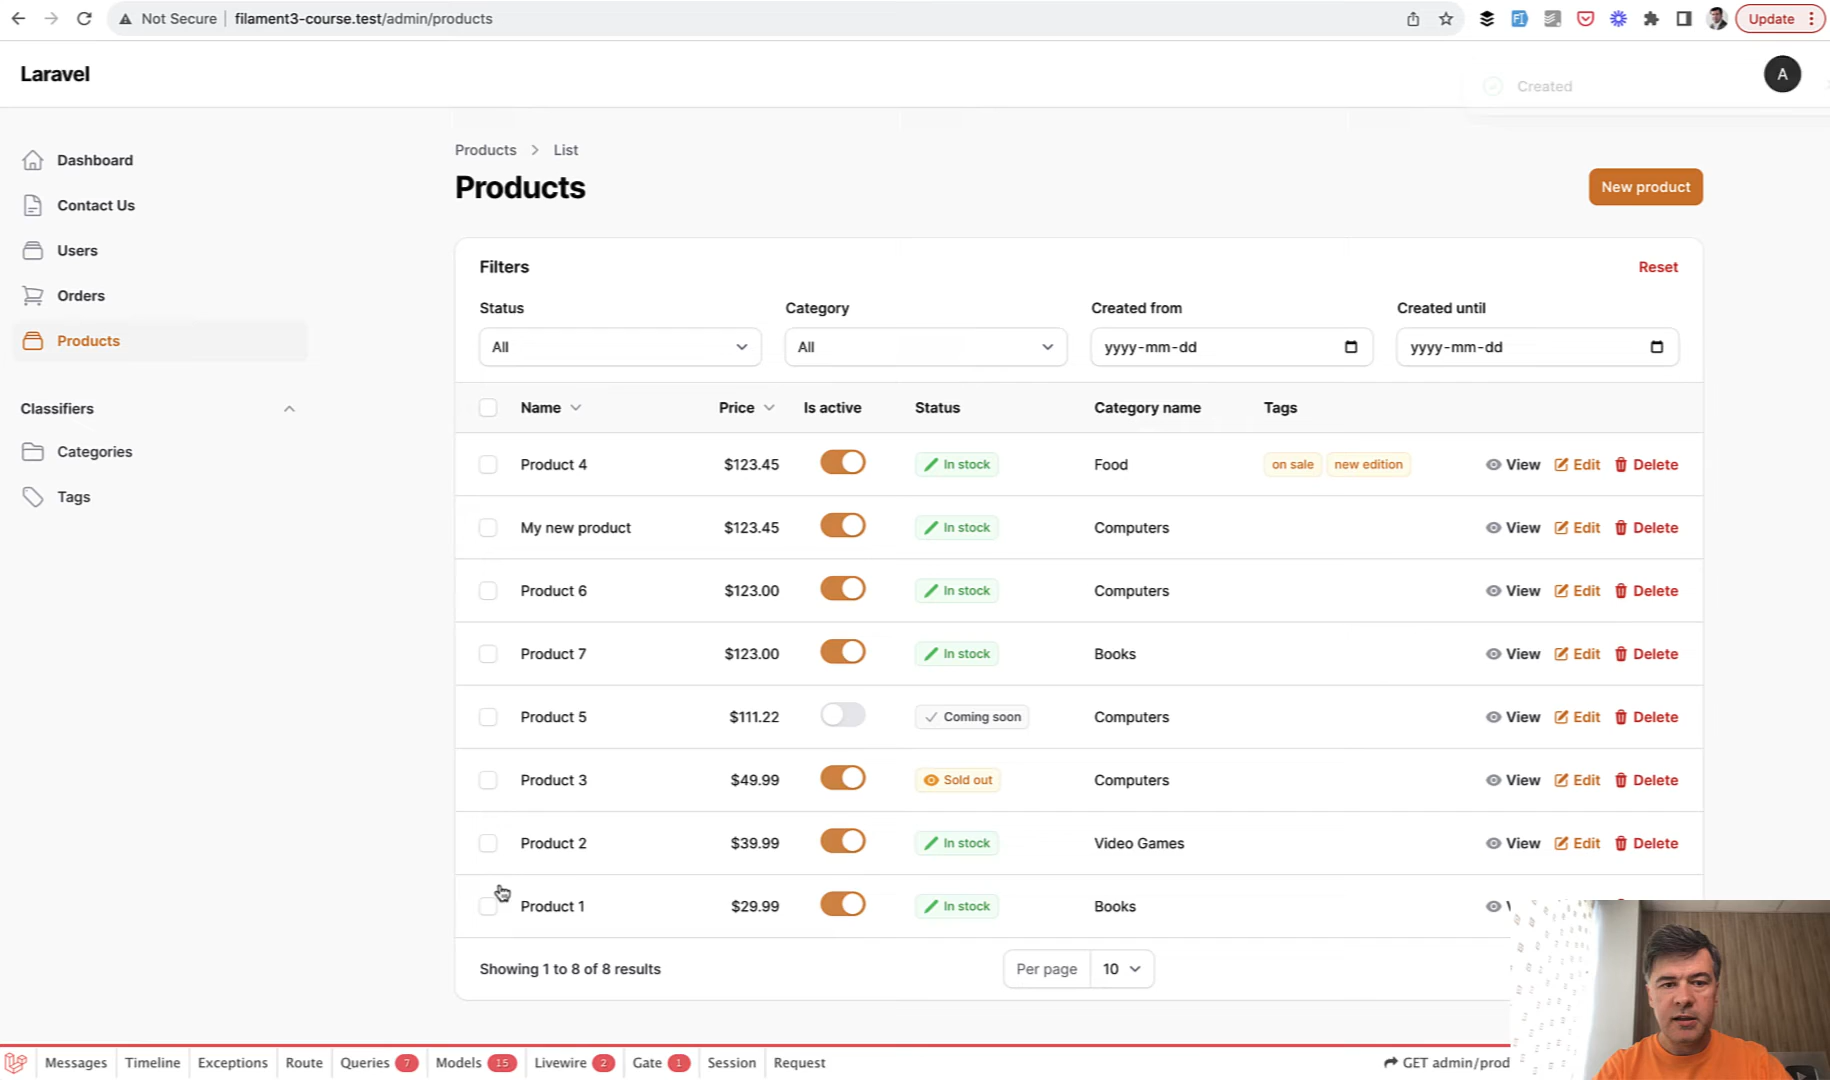 Not Secure filament3-course.test/admin/products Update
Laravel
Created
A
Dashboard
Contact Us
Users
Orders
Products
Classifiers
Categories
Tags
Products > List
Products
New product
Filters Reset
Status Category Created from Created until
All All yyyy-mm-dd yyyy-mm-dd
Name Price Is active Status Category name Tags
Product 4 $123.45 In stock Food on sale new edition View Edit Delete
My new product $123.45 In stock Computers View Edit Delete
Product 6 $123.00 In stock Computers View Edit Delete
Product 7 $123.00 In stock Books View Edit Delete
Product 5 $111.22 Coming soon Computers View Edit Delete
Product 3 $49.99 Sold out Computers View Edit Delete
Product 2 $39.99 In stock Video Games View Edit Delete
Product 1 $29.99 In stock Books
Showing 1 to 8 of 8 results Per page 10
Messages Timeline Exceptions Route Queries 7 Models 15 Livewire 2 Gate 1 Session Request GET admin/prod